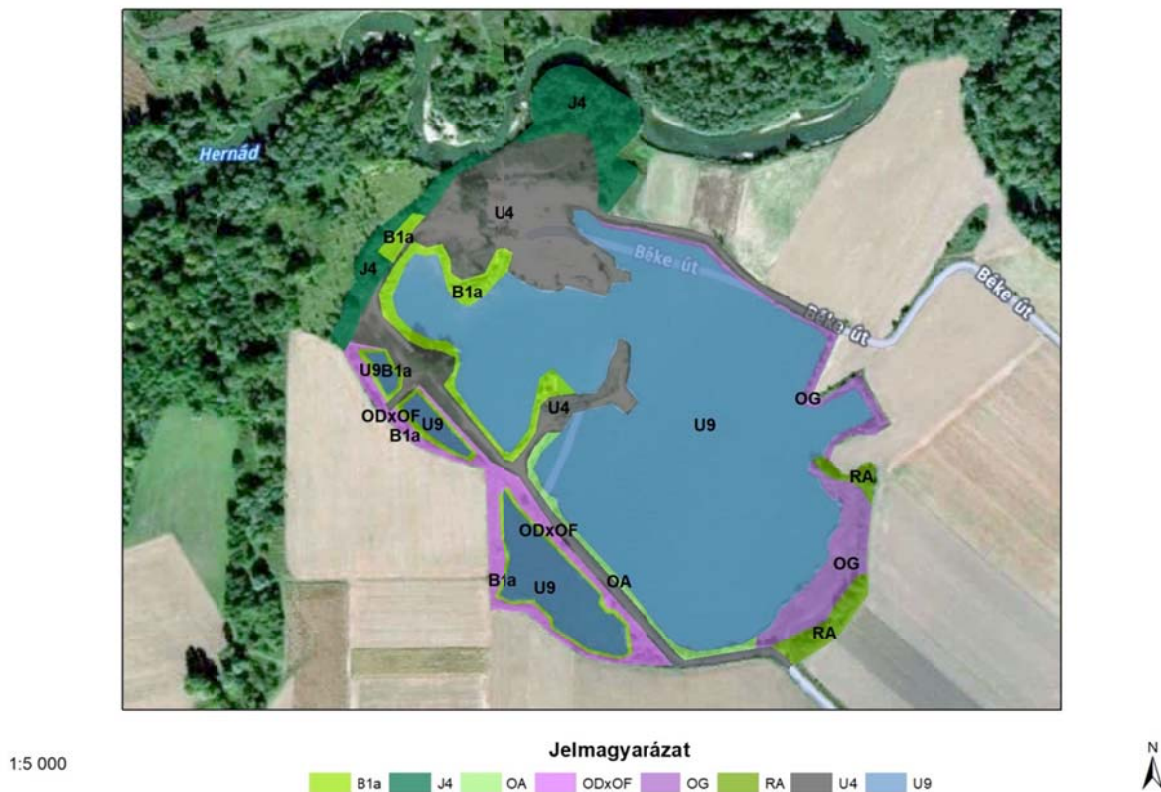 J4
Hernád
U4
B1a
Béke út
J4
B1a
Béke út
Béke út
U9B1a
OG
ODxOF
U4
U9
U9
B1a
RA
ODxOF
OG
B1a
U9
OA
RA
Jelmagyarázat
1:5 000
N
B1a J4 OA ODxOF OG RA U4 U9